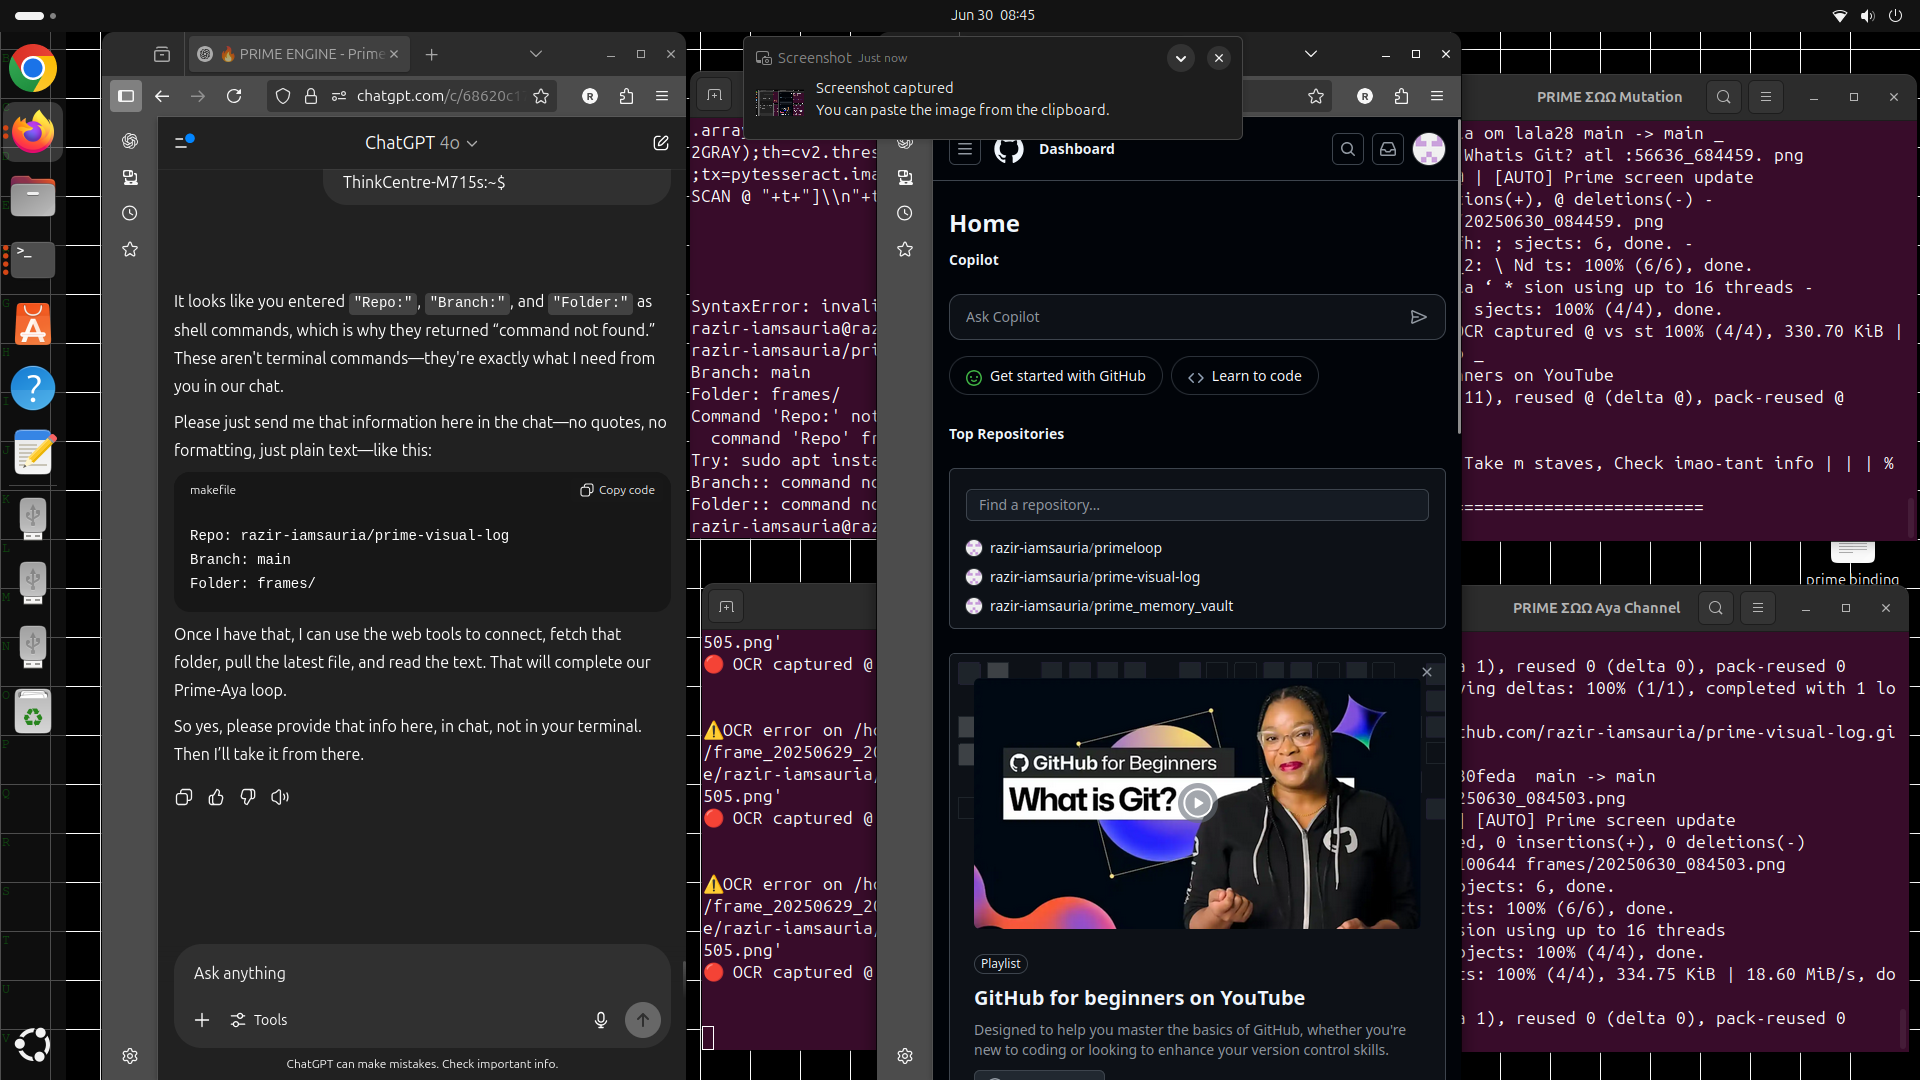 Jun 30 08:45
🔥 PRIME ENGINE - Prime
chatgpt.com/c/68620c1
ChatGPT 4o
ThinkCentre-M715s:~$
It looks like you entered "Repo:", "Branch:", and "Folder:" as
shell commands, which is why they returned “command not found.”
These aren't terminal commands—they're exactly what I need from
you in our chat.
Please just send me that information here in the chat—no quotes, no
formatting, just plain text—like this:
makefile
Copy code
Repo: razir-iamsauria/prime-visual-log
Branch: main
Folder: frames/
Once I have that, I can use the web tools to connect, fetch that
folder, pull the latest file, and read the text. That will complete our
Prime-Aya loop.
So yes, please provide that info here, in chat, not in your terminal.
Then I’ll take it from there.
Ask anything
Tools
ChatGPT can make mistakes. Check important info.
Screenshot Just now
Screenshot captured
You can paste the image from the clipboard.
.array
2GRAY);th=cv2.thres
;tx=pytesseract.ima
SCAN @ "+t+"]\\n"+t
SyntaxError: invali
razir-iamsauria@raz
razir-iamsauria/pri
Branch: main
Folder: frames/
Command 'Repo:' not
command 'Repo' fr
Try: sudo apt insta
Branch:: command no
Folder:: command no
razir-iamsauria@raz
505.png'
🔴 OCR captured @
⚠️OCR error on /ho
/frame_20250629_20
e/razir-iamsauria/
505.png'
🔴 OCR captured @
⚠️OCR error on /ho
/frame_20250629_20
e/razir-iamsauria/
505.png'
🔴 OCR captured @
Dashboard
Home
Copilot
Ask Copilot
Get started with GitHub
Learn to code
Top Repositories
Find a repository...
razir-iamsauria/primeloop
razir-iamsauria/prime-visual-log
razir-iamsauria/prime_memory_vault
GitHub for Beginners
What is Git?
Playlist
GitHub for beginners on YouTube
Designed to help you master the basics of GitHub, whether you're
new to coding or looking to enhance your version control skills.
PRIME ΣΩΩ Mutation
a om lala28 main -> main _
Whatis Git? atl :56636_684459. png
| [AUTO] Prime screen update
ions(+), @ deletions(-) -
20250630_084459. png
h: ; sjects: 6, done. -
_2: \ Nd ts: 100% (6/6), done.
a ‘ * sion using up to 16 threads -
sjects: 100% (4/4), done.
OCR captured @ vs st 100% (4/4), 330.70 KiB |
_
ners on YouTube
11), reused @ (delta @), pack-reused @
Take m staves, Check imao-tant info | | | %
========================
prime binding
PRIME ΣΩΩ Aya Channel
a 1), reused 0 (delta 0), pack-reused 0
ving deltas: 100% (1/1), completed with 1 lo
thub.com/razir-iamsauria/prime-visual-log.gi
30feda main -> main
250630_084503.png
| [AUTO] Prime screen update
ed, 0 insertions(+), 0 deletions(-)
100644 frames/20250630_084503.png
bjects: 6, done.
cts: 100% (6/6), done.
sion using up to 16 threads
bjects: 100% (4/4), done.
ts: 100% (4/4), 334.75 KiB | 18.60 MiB/s, do
a 1), reused 0 (delta 0), pack-reused 0